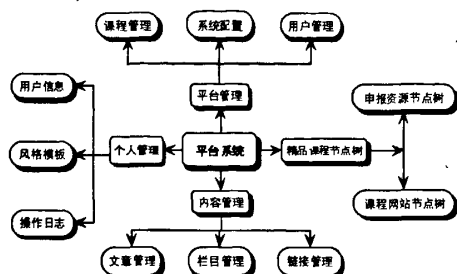 课程管理 系统配置 用户管理
用户信息 平台管理 申报资源节点树
风格模板 个人管理 平台系统 精品课程节点树
内容管理 课程网站节点树
操作日志
文章管理 栏目管理 链接管理